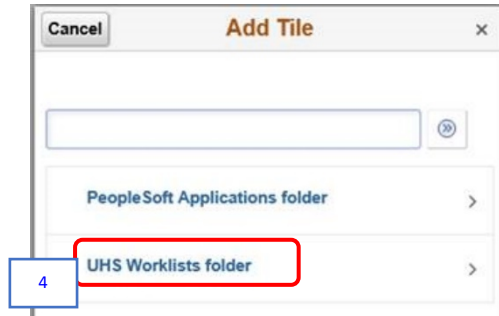 Cancel Add Tile ×
PeopleSoft Applications folder
UHS Worklists folder
4